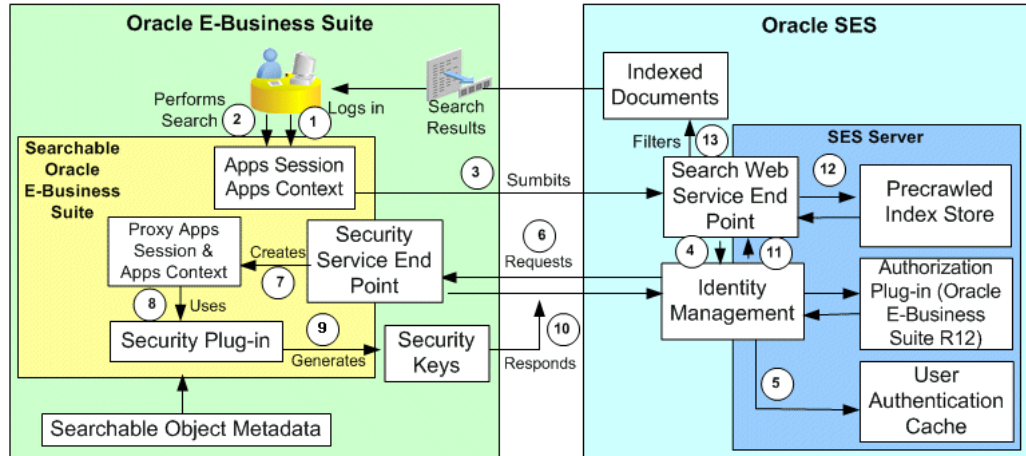 Oracle E-Business Suite
Oracle SES
Performs
Search
2
1
Logs in
Search
Results
Indexed
Documents
Searchable
Oracle
E-Business
Suite
Apps Session
Apps Context
3
Sumbits
Filters
13
SES Server
Search Web
Service End
Point
12
Precrawled
Index Store
Proxy Apps
Session &
Apps Context
Creates
7
Security
Service End
Point
6
Requests
4
11
Identity
Management
Authorization
Plug-in (Oracle
E-Business
Suite R12)
8
Uses
Security Plug-in
9
Generates
Security
Keys
10
Responds
5
User
Authentication
Cache
Searchable Object Metadata